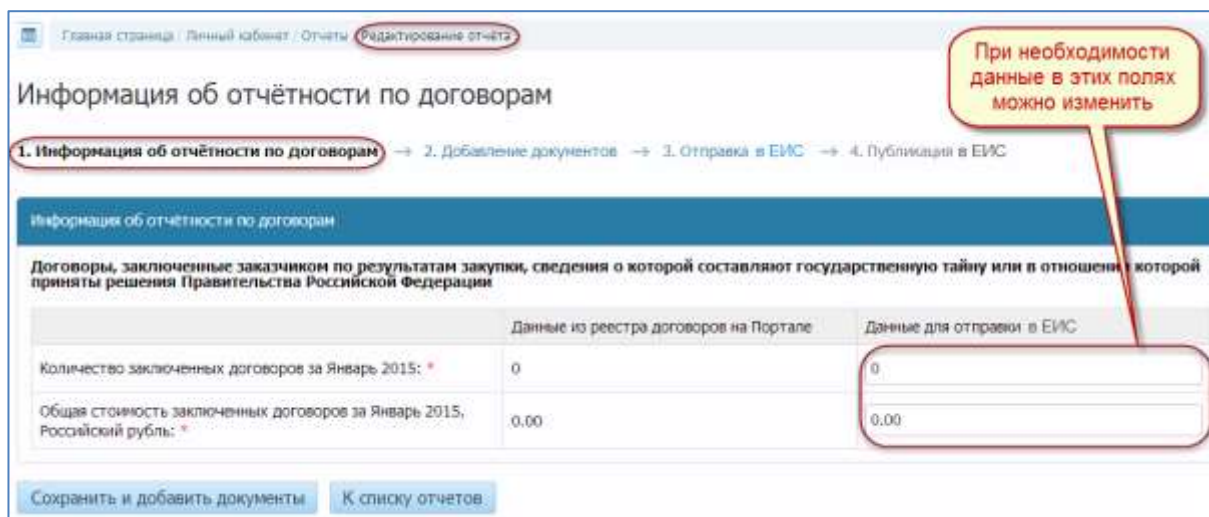 Главная страница / Личный кабинет / Отчеты / Редактирование отчёта
При необходимости
данные в этих полях
можно изменить
Информация об отчётности по договорам
1. Информация об отчётности по договорам → 2. Добавление документов → 3. Отправка в ЕИС → 4. Публикация в ЕИС
Информация об отчётности по договорам
Договоры, заключенные заказчиком по результатам закупки, сведения о которой составляют государственную тайну или в отношении которой
приняты решения Правительства Российской Федерации
Данные из реестра договоров на Портале Данные для отправки в ЕИС
Количество заключенных договоров за Январь 2015: * 0 0
Общая стоимость заключенных договоров за Январь 2015,
Российский рубль: * 0.00 0.00
Сохранить и добавить документы К списку отчетов